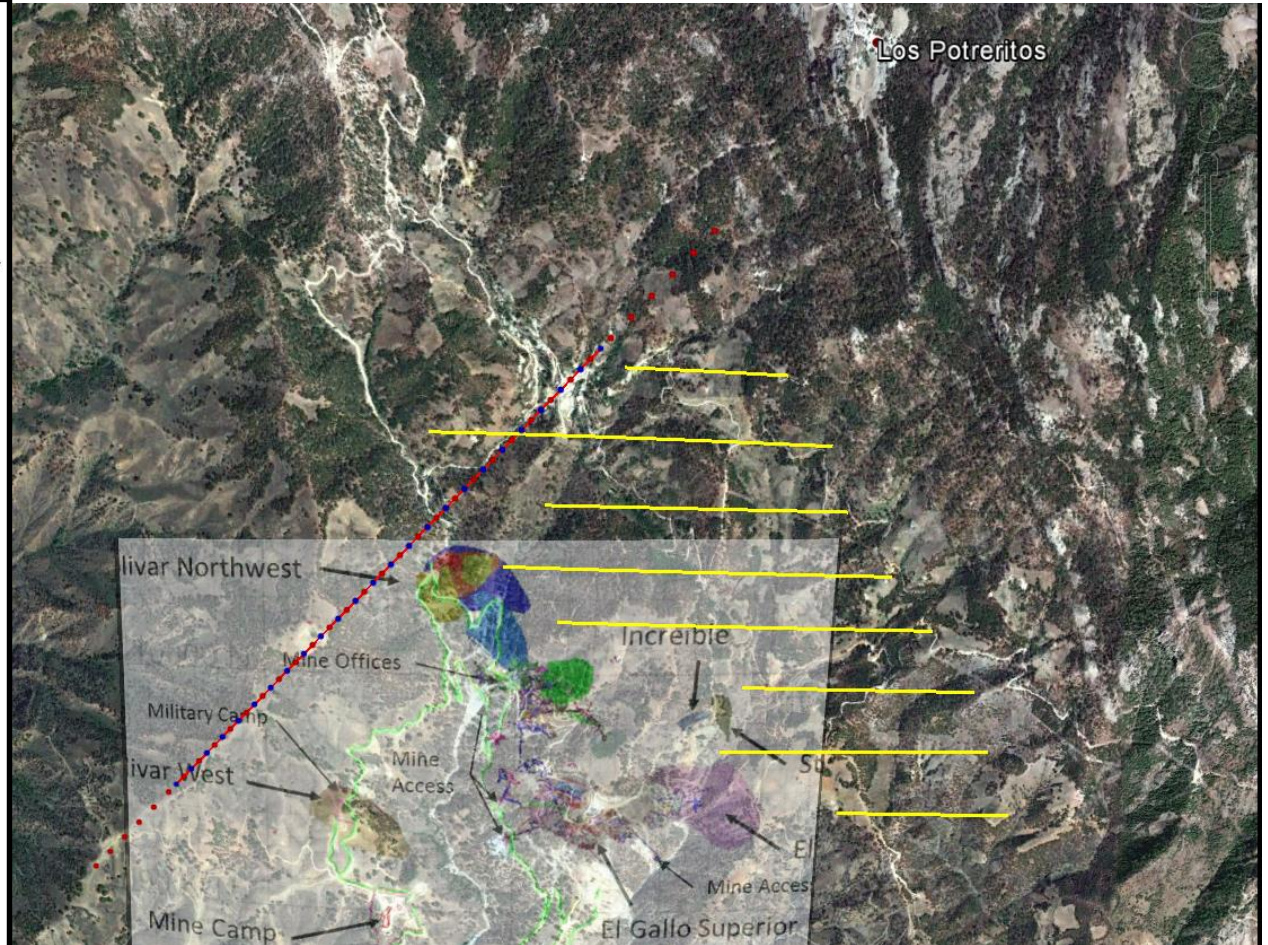 Los Potreritos
livar Northwest
Increible
Mine Offices
Military Camp
livar West
Mine
Access
Su
El
Mine Acces
Mine Camp
El Gallo Superior